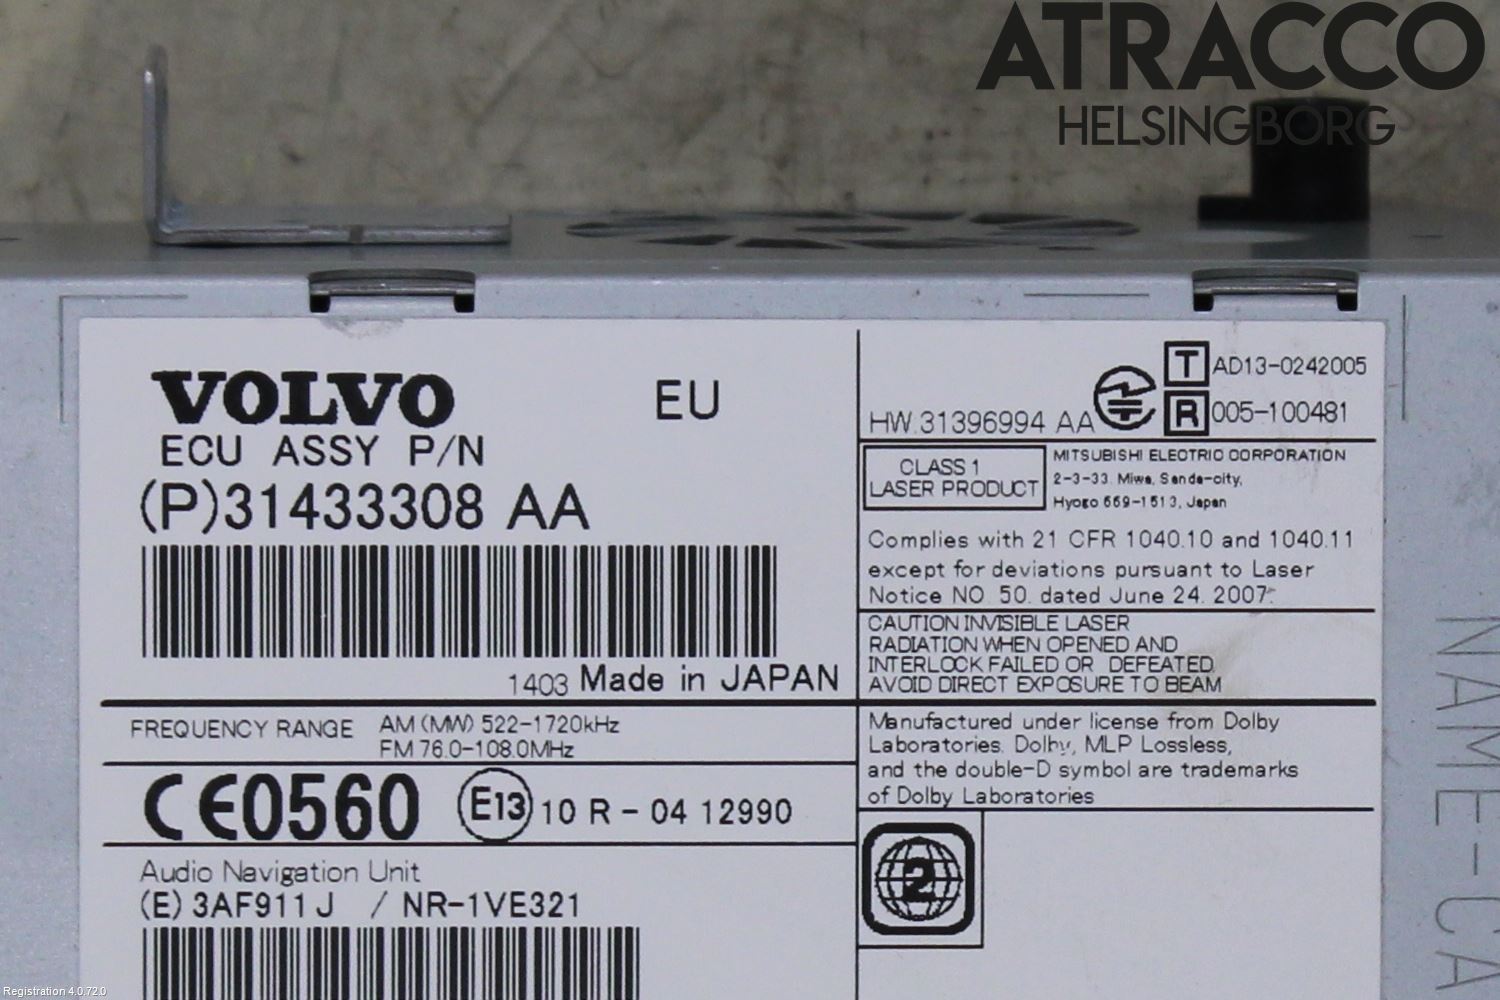 ATRACCO
HELSINGBORG
VOLVO
EU
ECU ASSY P/N
(P)31433308 AA
1403 Made in JAPAN
FREQUENCY RANGE
AM (MW) 522-1720kHz
FM 76.0-108.0MHz
CE0560 E13 10 R - 04 12990
Audio Navigation Unit
(E) 3AF911J / NR-1VE321
HW.31396994 AA
T AD13-0242005
R 005-100481
CLASS 1
LASER PRODUCT
MITSUBISHI ELECTRIC CORPORATION
2-3-33. Miwa, Sanda-city,
Hyogo 669-1513, Japan
Complies with 21 CFR 1040.10 and 1040.11
except for deviations pursuant to Laser
Notice NO. 50. dated June 24. 2007.
CAUTION INVISIBLE LASER
RADIATION WHEN OPENED AND
INTERLOCK FAILED OR DEFEATED.
AVOID DIRECT EXPOSURE TO BEAM
Manufactured under license from Dolby
Laboratories. Dolby, MLP Lossless,
and the double-D symbol are trademarks
of Dolby Laboratories
2
NAME-CA
Registration 4.0.72.0